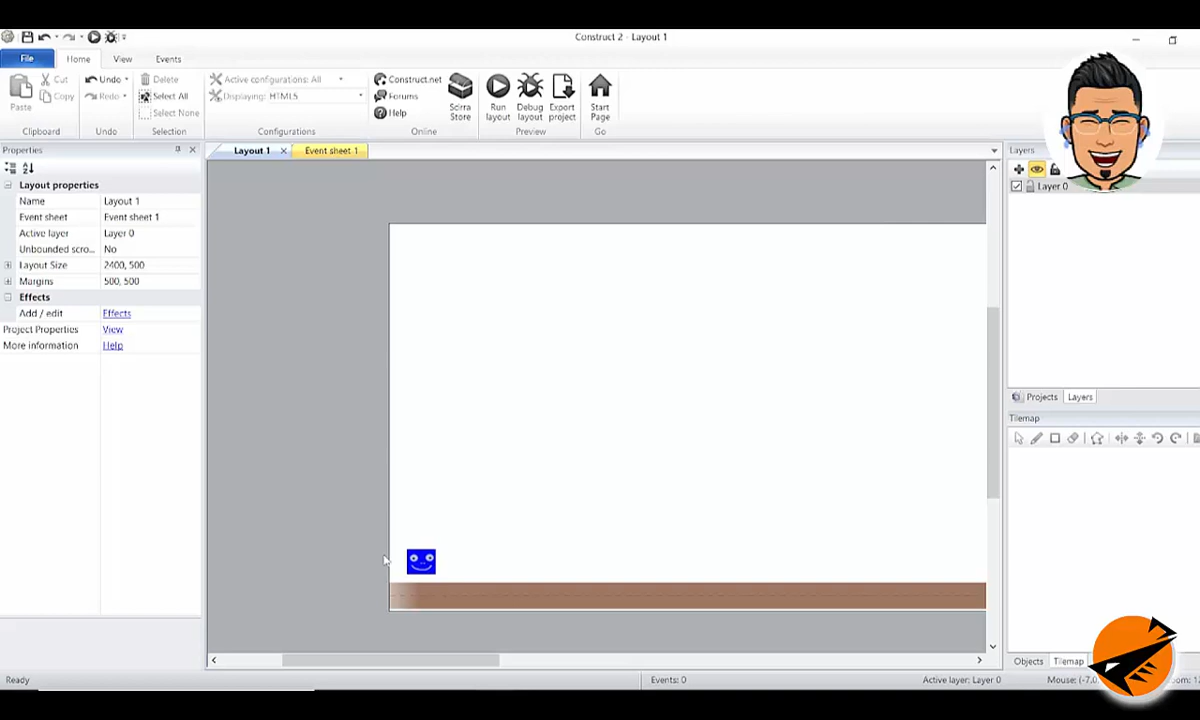 Construct 2 - Layout 1
File Home View Events
Paste
Cut
Copy
Clipboard
Undo
Redo
Undo
Delete
Select All
Select None
Selection
Active configurations: All
Displaying: HTML5
Configurations
Construct.net
Forums
Help
Scirra Store
Online
Run layout
Debug layout
Export project
Preview
Start Page
Go
Properties
Layout 1 Event sheet 1
Layers
Layout properties
Name Layout 1
Event sheet Event sheet 1
Active layer Layer 0
Unbounded scro... No
Layout Size 2400, 500
Margins 500, 500
Effects
Add / edit Effects
Project Properties View
More information Help
Layer 0
Projects Layers
Tilemap
Objects Tilemap
Ready
Events: 0
Active layer: Layer 0